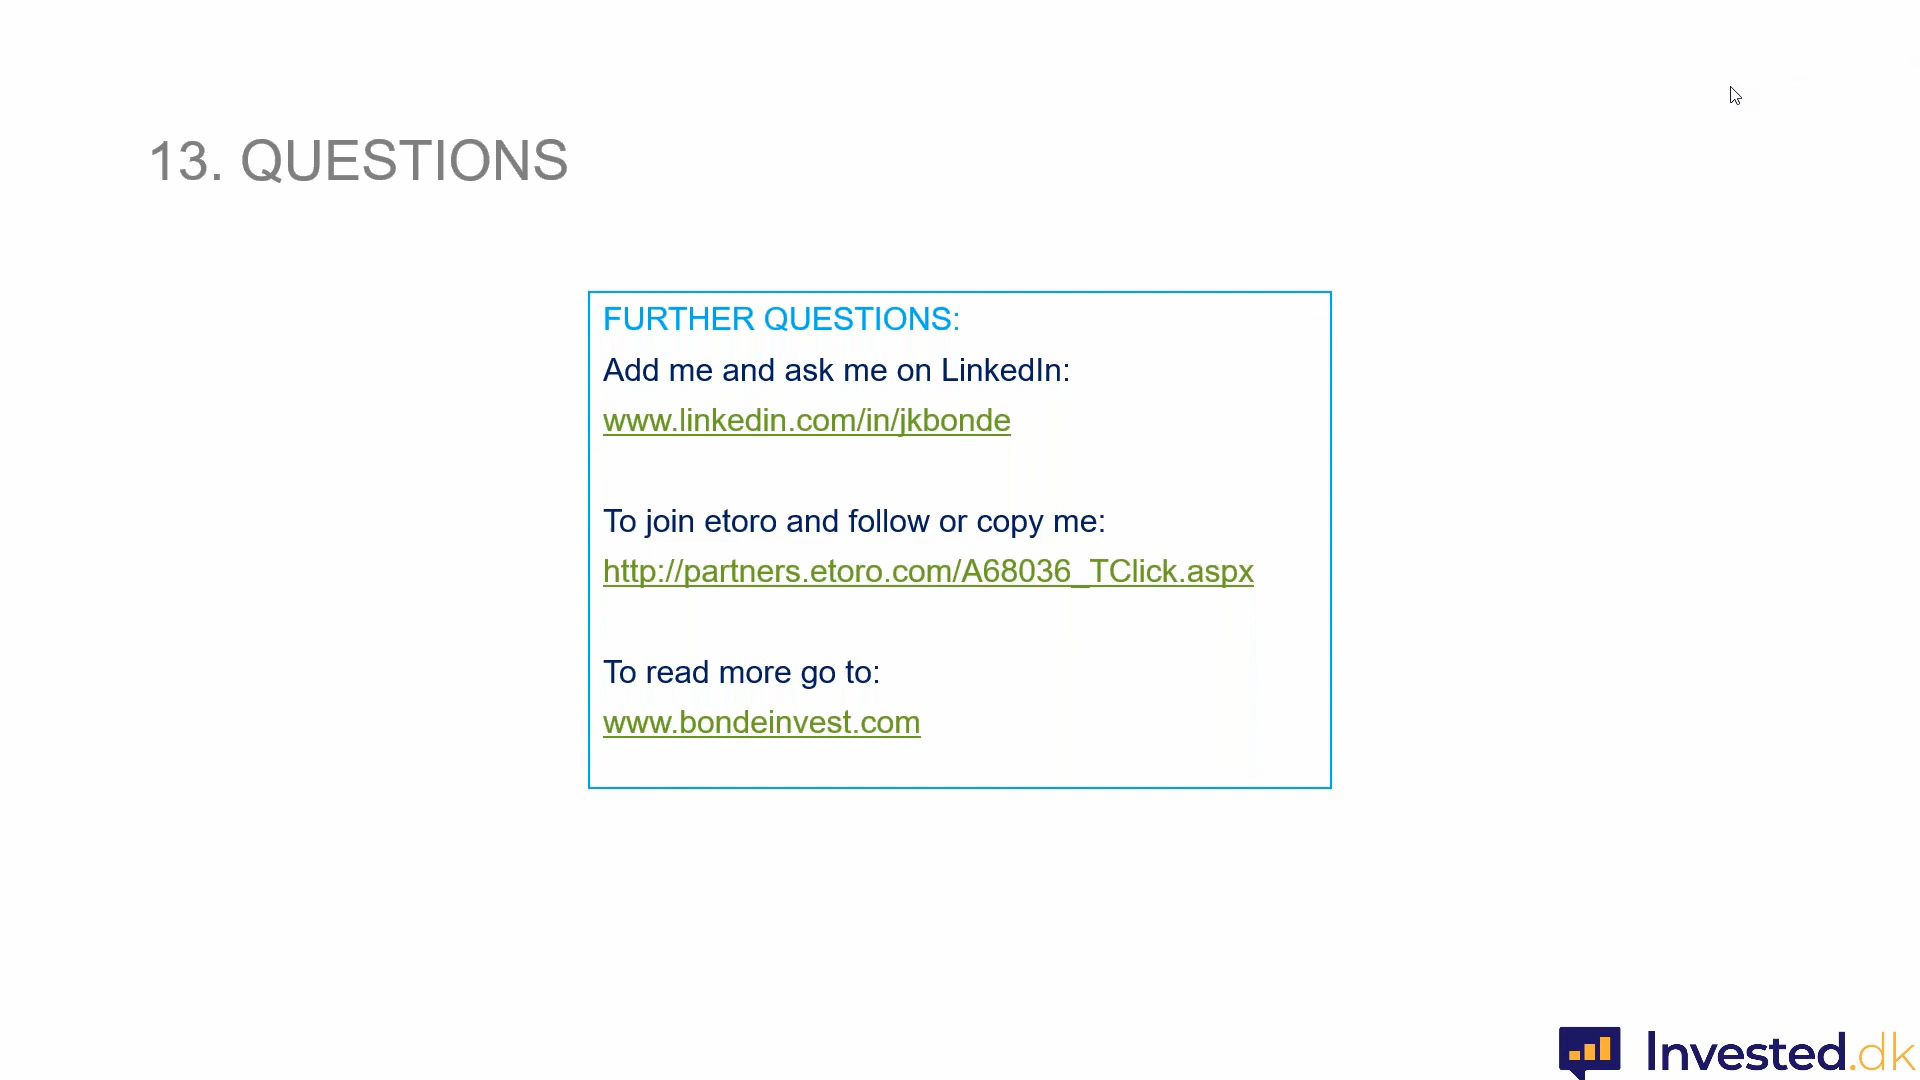 13. QUESTIONS
FURTHER QUESTIONS:
Add me and ask me on LinkedIn:
www.linkedin.com/in/jkbonde
To join etoro and follow or copy me:
http://partners.etoro.com/A68036_TClick.aspx
To read more go to:
www.bondeinvest.com
Invested.dk